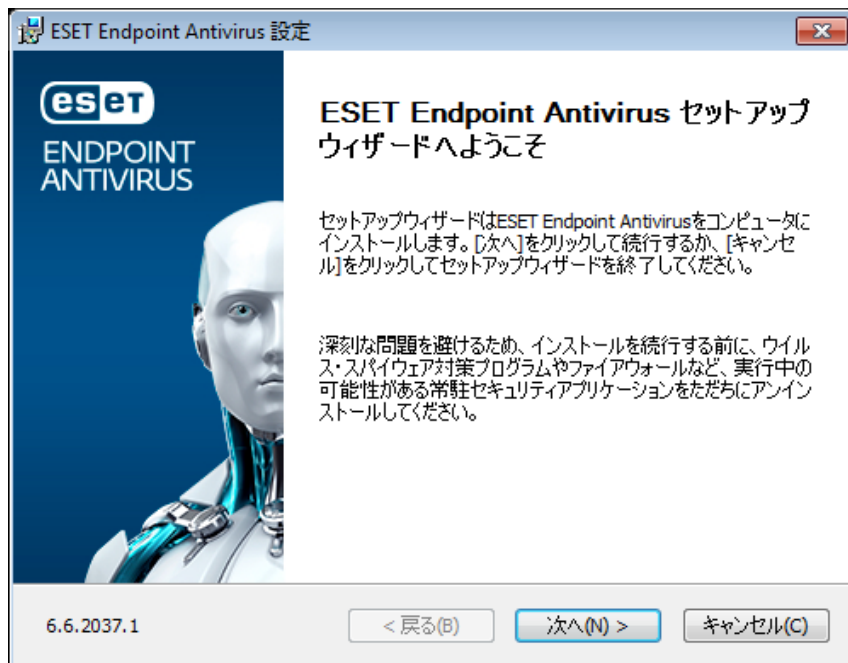 ESET Endpoint Antivirus 設定
eset
ENDPOINT
ANTIVIRUS
ESET Endpoint Antivirus セットアップ
ウィザードへようこそ
セットアップウィザードはESET Endpoint Antivirusをコンピュータに
インストールします。[次へ]をクリックして続行するか、[キャンセ
ル]をクリックしてセットアップウィザードを終了してください。
深刻な問題を避けるため、インストールを続行する前に、ウイル
ス・スパイウェア対策プログラムやファイアウォールなど、実行中の
可能性がある常駐セキュリティアプリケーションをただちにアンイン
ストールしてください。
6.6.2037.1
< 戻る(B)
次へ(N) >
キャンセル(C)